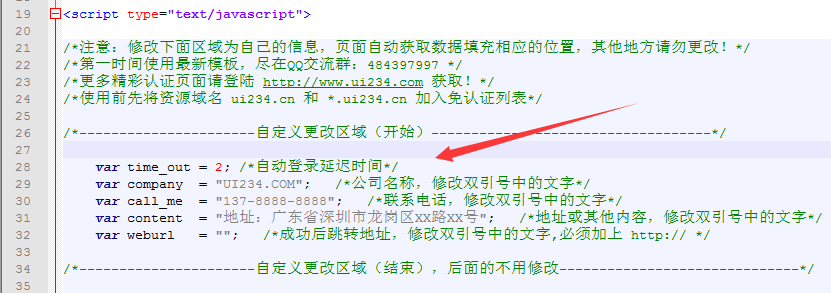 19 <script type="text/javascript">
20
21 /*注意：修改下面区域为自己的信息，页面自动获取数据填充相应的位置，其他地方请勿更改！*/
22 /*第一时间使用最新模板，尽在QQ交流群：484397997 */
23 /*更多精彩认证页面请登陆 http://www.ui234.com 获取！*/
24 /*使用前先将资源域名 ui234.cn 和 *.ui234.cn 加入免认证列表*/
25
26 /*----------------------自定义更改区域（开始）-----------------------------------*/
27
28 var time_out = 2; /*自动登录延迟时间*/
29 var company = "UI234.COM"; /*公司名称，修改双引号中的文字*/
30 var call_me = "137-8888-8888"; /*联系电话，修改双引号中的文字*/
31 var content = "地址：广东省深圳市龙岗区xx路xx号"; /*地址或其他内容，修改双引号中的文字*/
32 var weburl = ""; /*成功后跳转地址，修改双引号中的文字,必须加上 http:// */
33
34 /*----------------------自定义更改区域（结束），后面的不用修改------------------------------*/
35